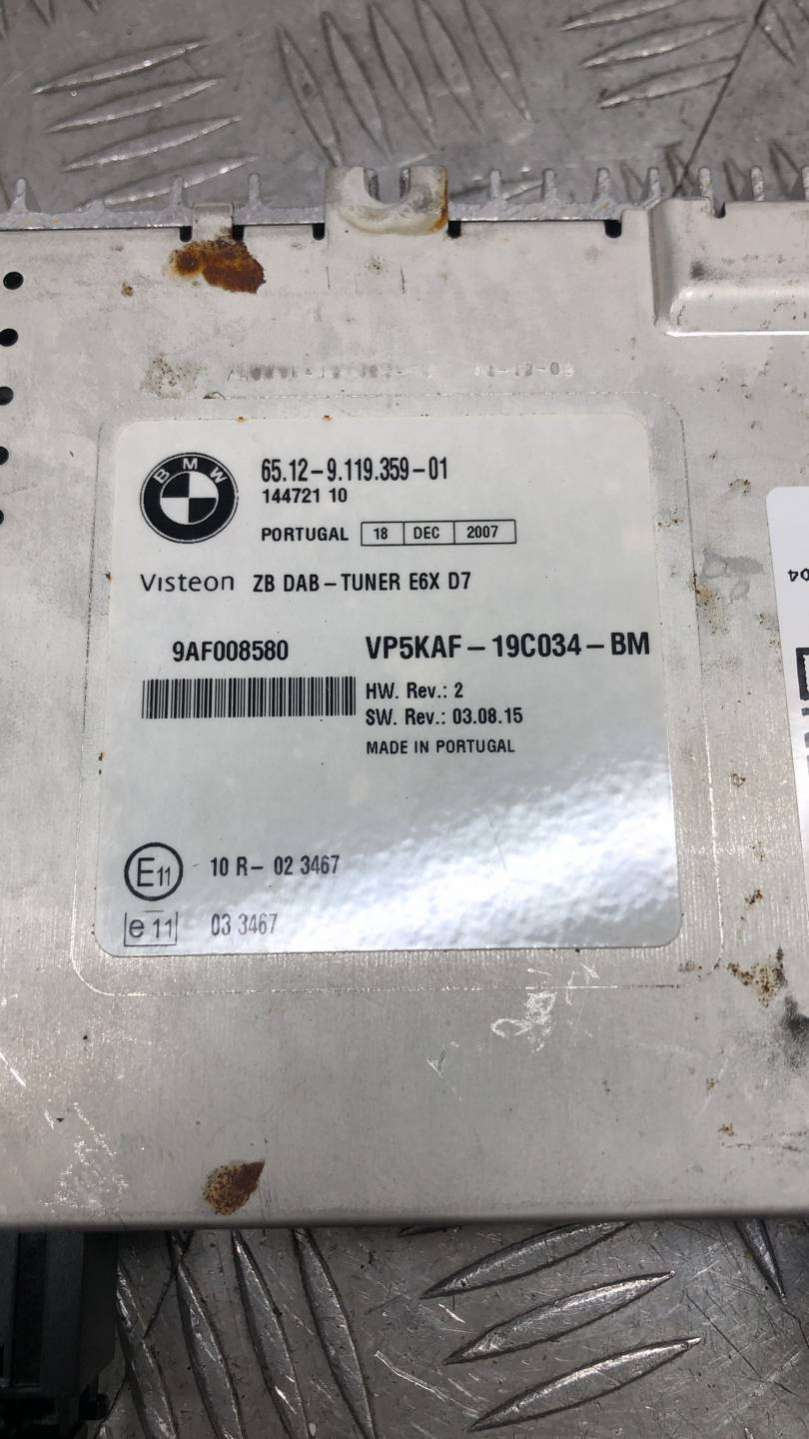 BMW
65.12-9.119.359-01
14472110
PORTUGAL 18 DEC 2007
Visteon ZB DAB-TUNER E6X D7
9AF008580 VP5KAF-19C034-BM
HW. Rev.: 2
SW. Rev.: 03.08.15
MADE IN PORTUGAL
E11 10 R-02 3467
e11 03 3467
04